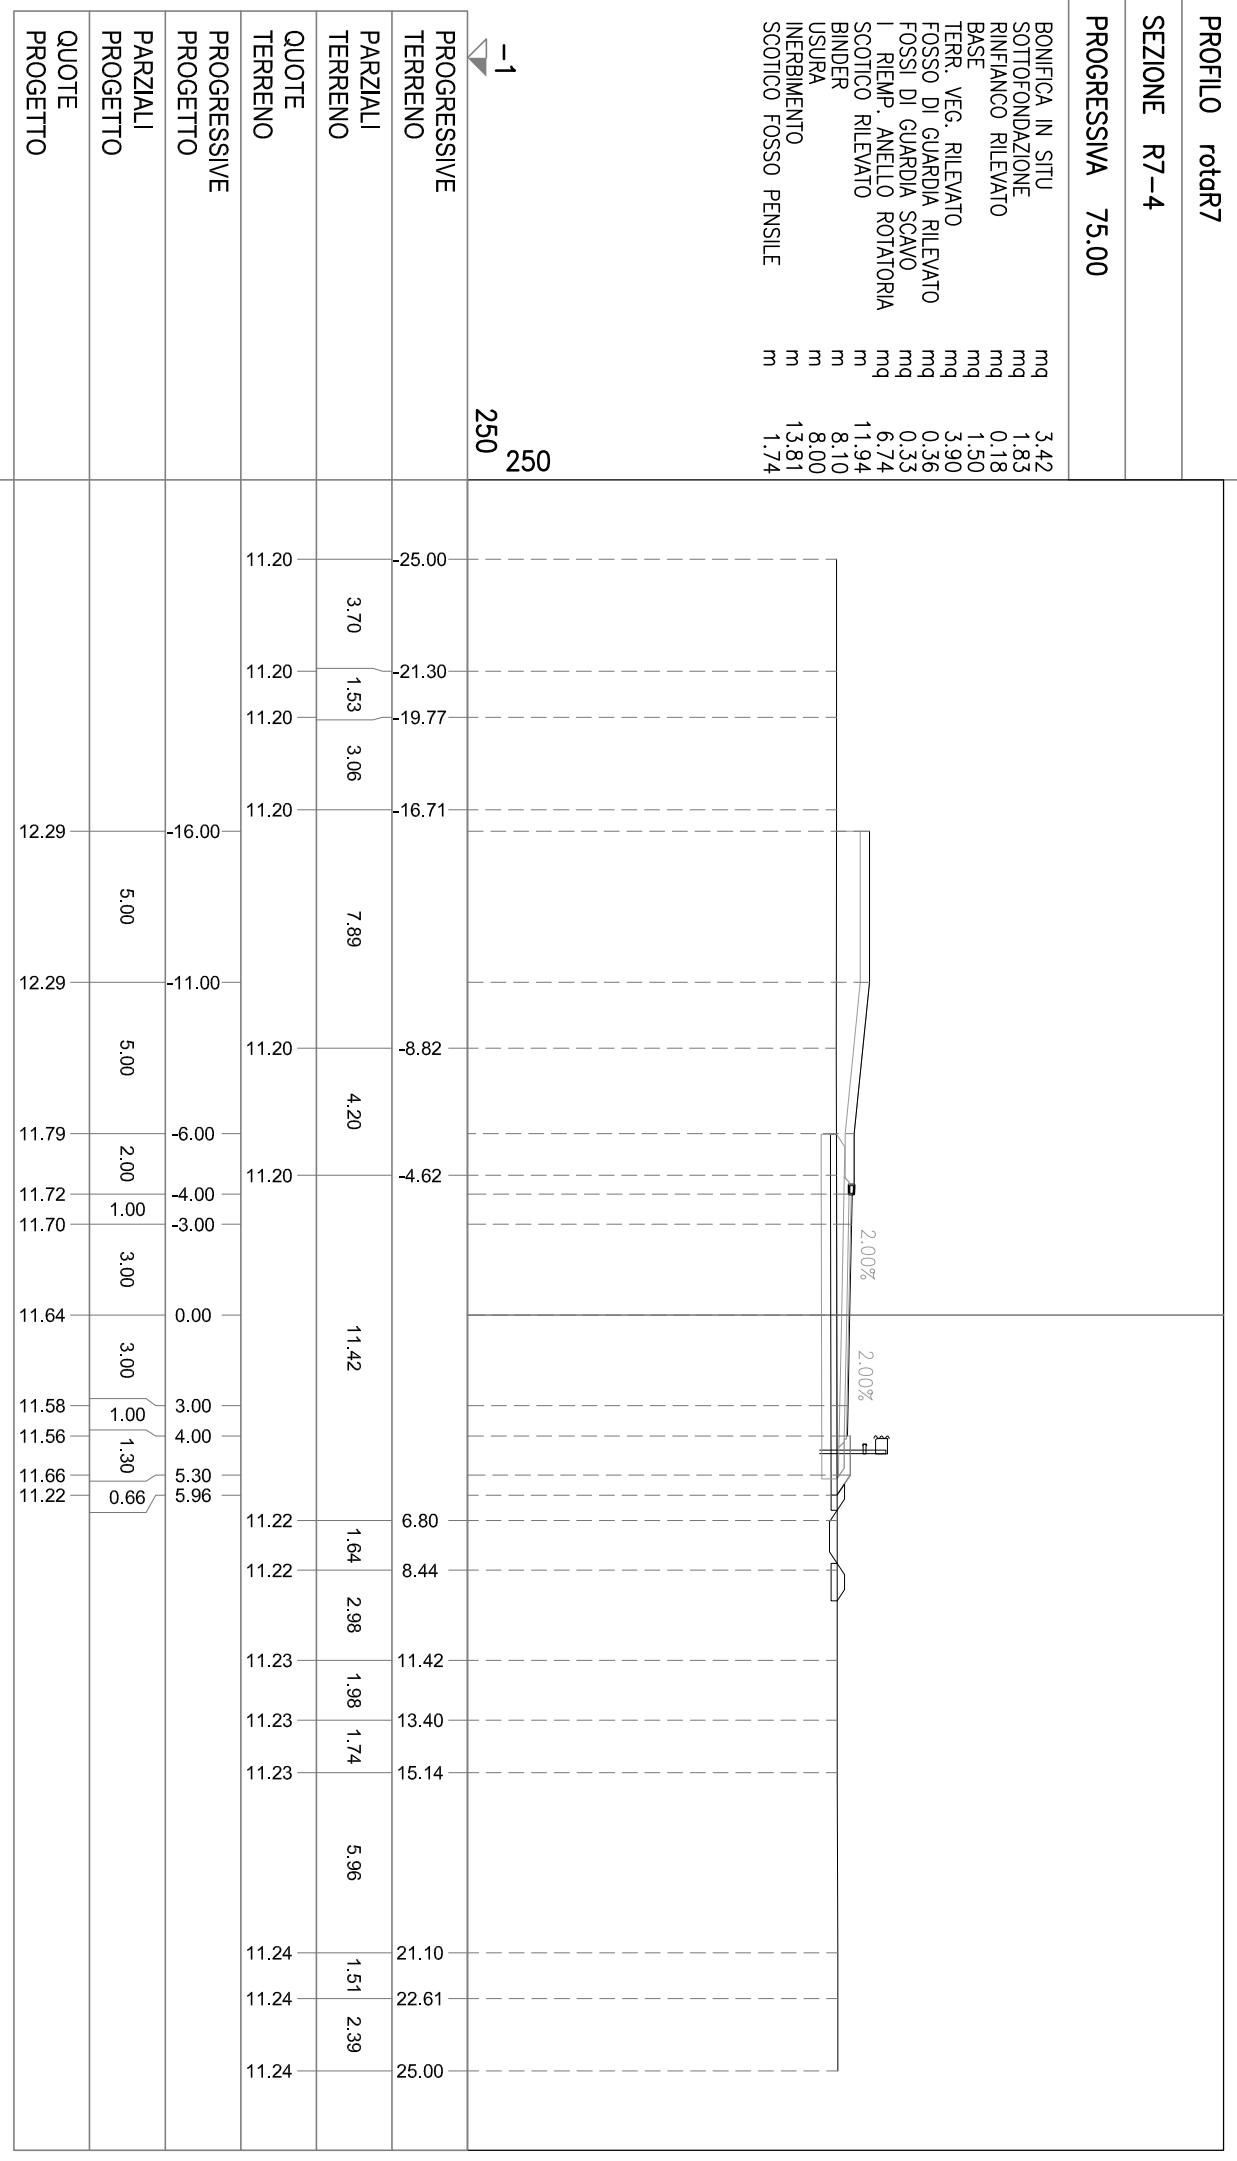 PROFILO rotaR7
SEZIONE R7-4
PROGRESSIVA 75.00
BONIFICA IN SITU mq 3.42
SOTTOFONDAZIONE mq 1.83
RINFIANCO RILEVATO mq 0.18
BASE mq 1.50
TERR. VEG. RILEVATO mq 3.90
FOSSO DI GUARDIA RILEVATO mq 0.36
FOSSI DI GUARDIA SCAVO mq 0.33
I RIEMP. ANELLO ROTATORIA mq 6.74
SCOTICO RILEVATO m 11.94
BINDER m 8.10
USURA m 8.00
INERBIMENTO m 13.81
SCOTICO FOSSO PENSILE m 1.74
2.00% 2.00%
250
250
-1
PROGRESSIVE TERRENO
-25.00 -21.30 -19.77 -16.71 -8.82 -4.62 6.80 8.44 11.42 13.40 15.14 21.10 22.61 25.00
PARZIALI TERRENO
3.70 1.53 3.06 7.89 4.20 11.42 1.64 2.98 1.98 1.74 5.96 1.51 2.39
QUOTE TERRENO
11.20 11.20 11.20 11.20 11.20 11.20 11.22 11.22 11.23 11.23 11.23 11.24 11.24 11.24
PROGRESSIVE PROGETTO
-16.00 -11.00 -6.00 -4.00 -3.00 0.00 3.00 4.00 5.30 5.96
PARZIALI PROGETTO
5.00 5.00 2.00 1.00 3.00 3.00 1.00 1.30 0.66
QUOTE PROGETTO
12.29 12.29 11.79 11.72 11.70 11.64 11.58 11.56 11.66 11.22